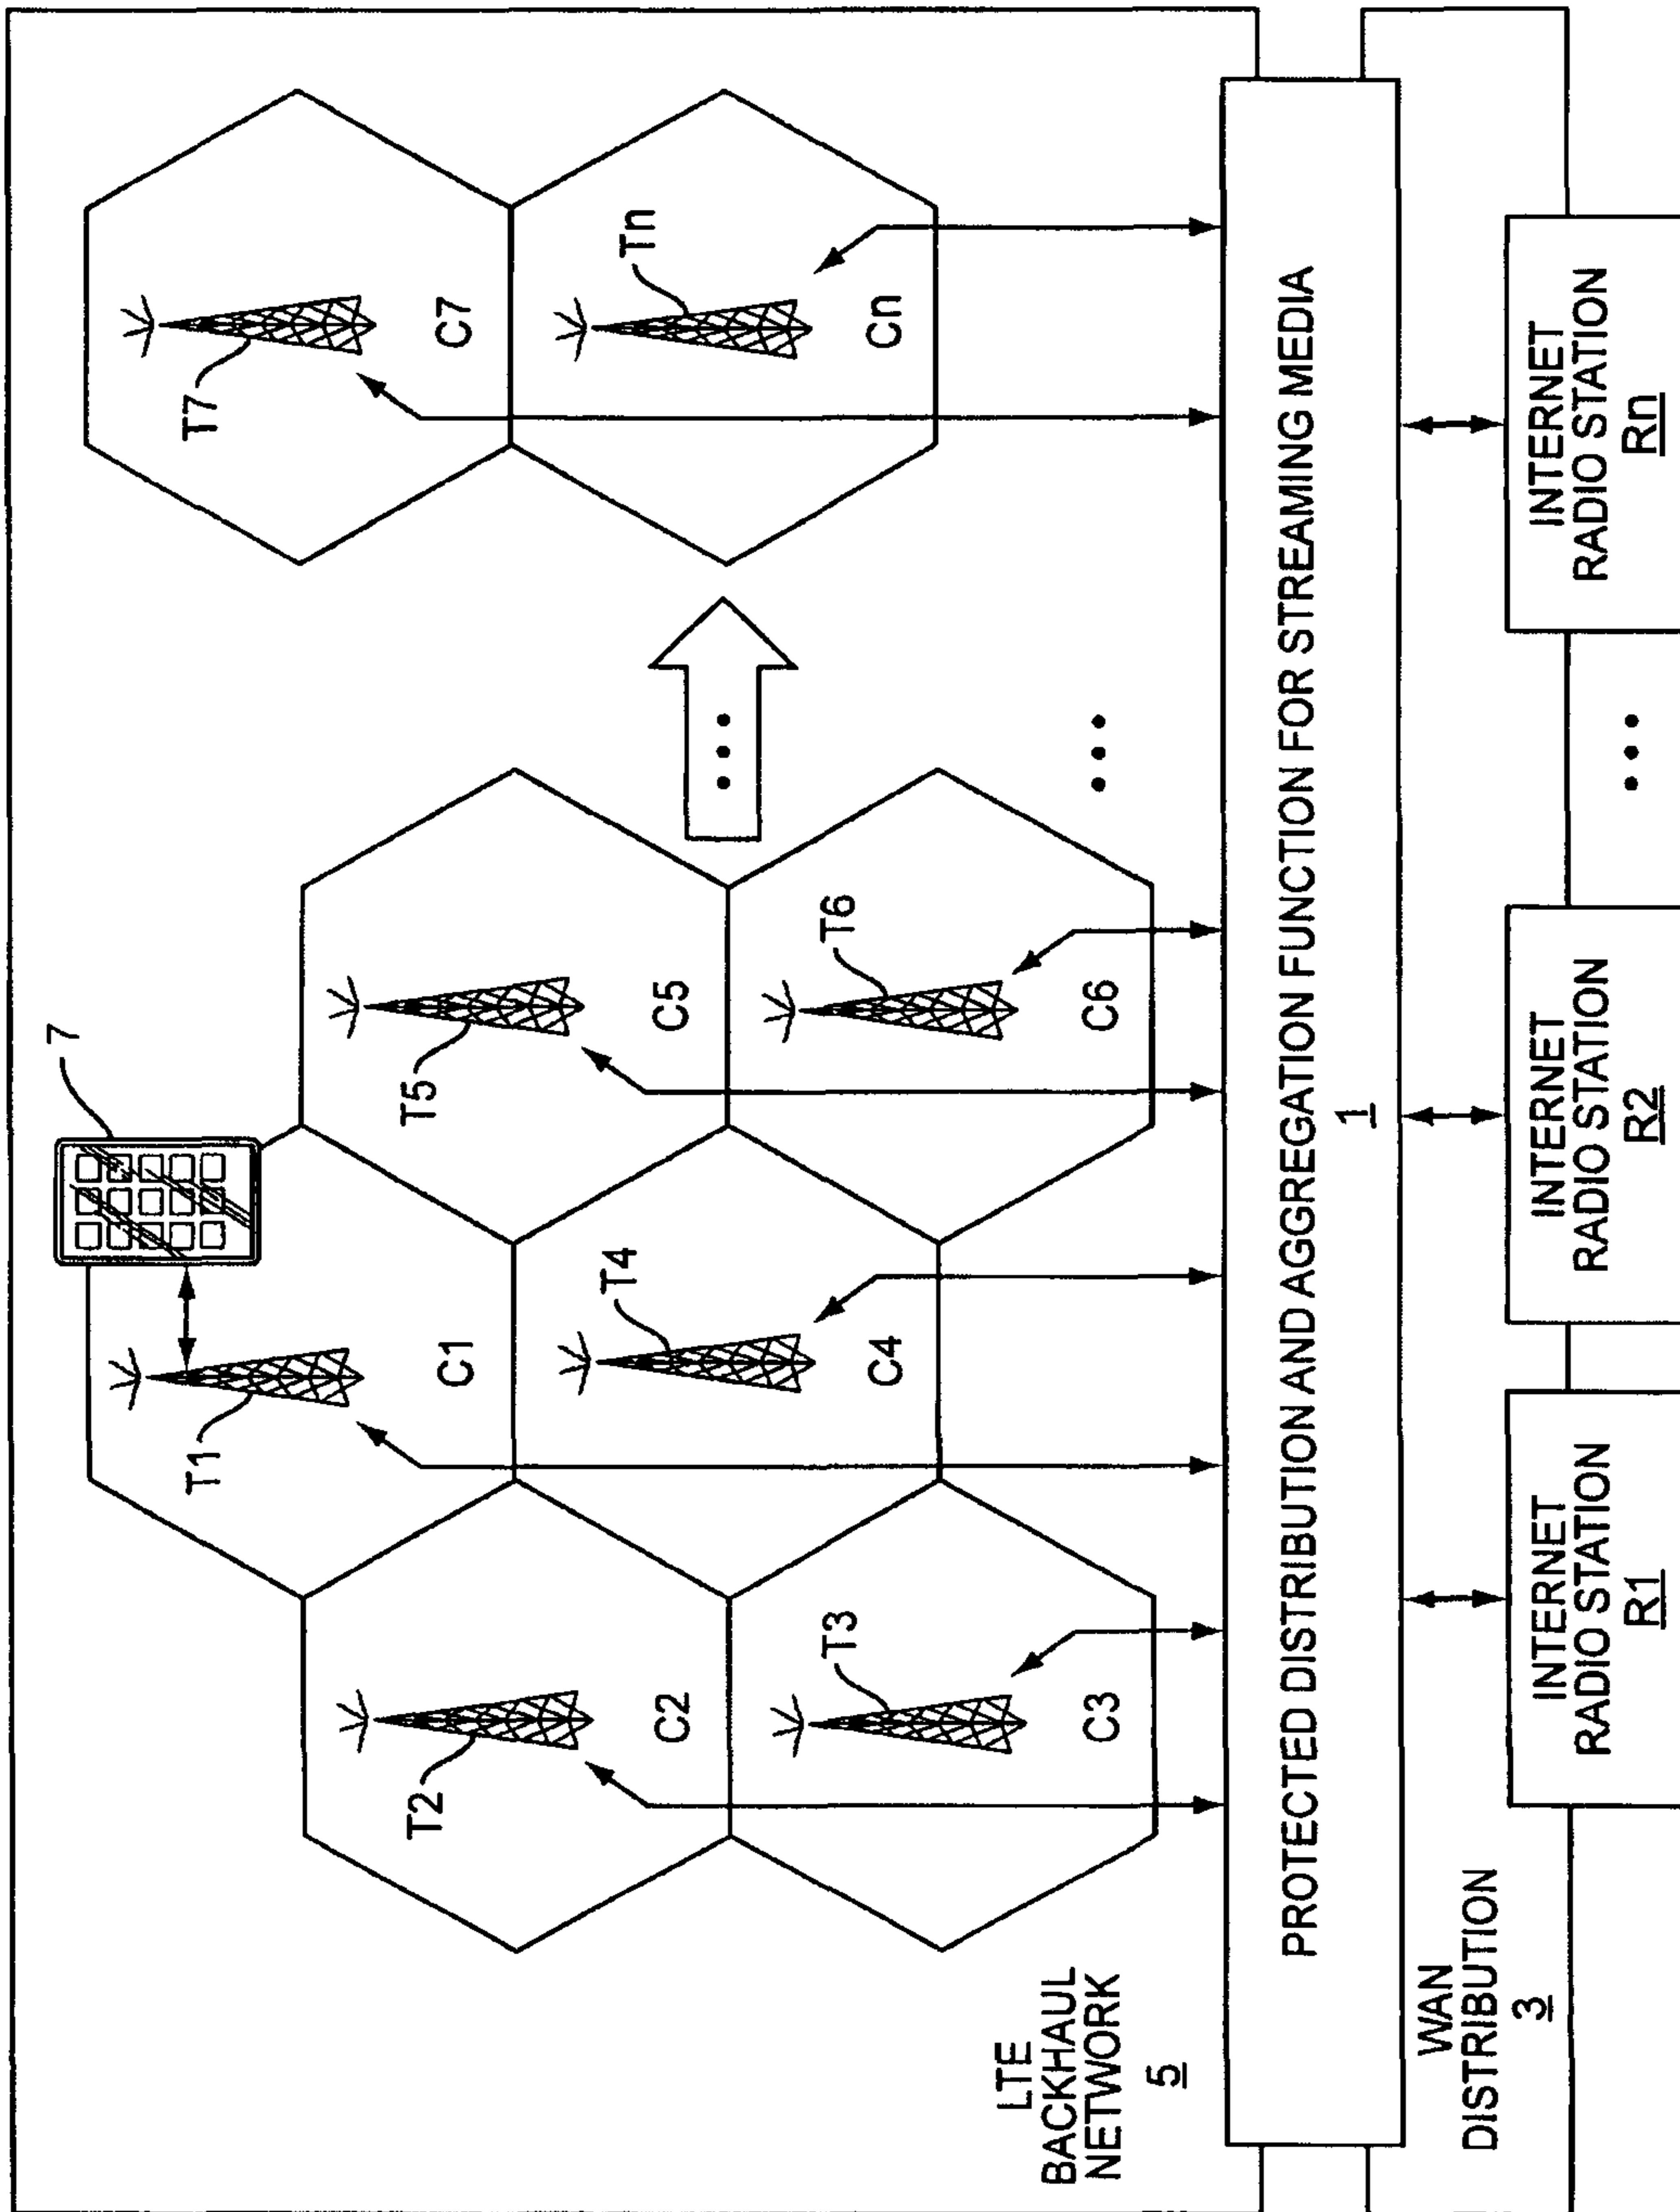 7
T1
C1
T2
C2
T3
C3
T4
C4
T5
C5
T6
C6
...
T7
C7
Tn
Cn
...
LTE
BACKHAUL
NETWORK
5
PROTECTED DISTRIBUTION AND AGGREGATION FUNCTION FOR STREAMING MEDIA
1
WAN
DISTRIBUTION
3
INTERNET
RADIO STATION
R1
INTERNET
RADIO STATION
R2
...
INTERNET
RADIO STATION
Rn